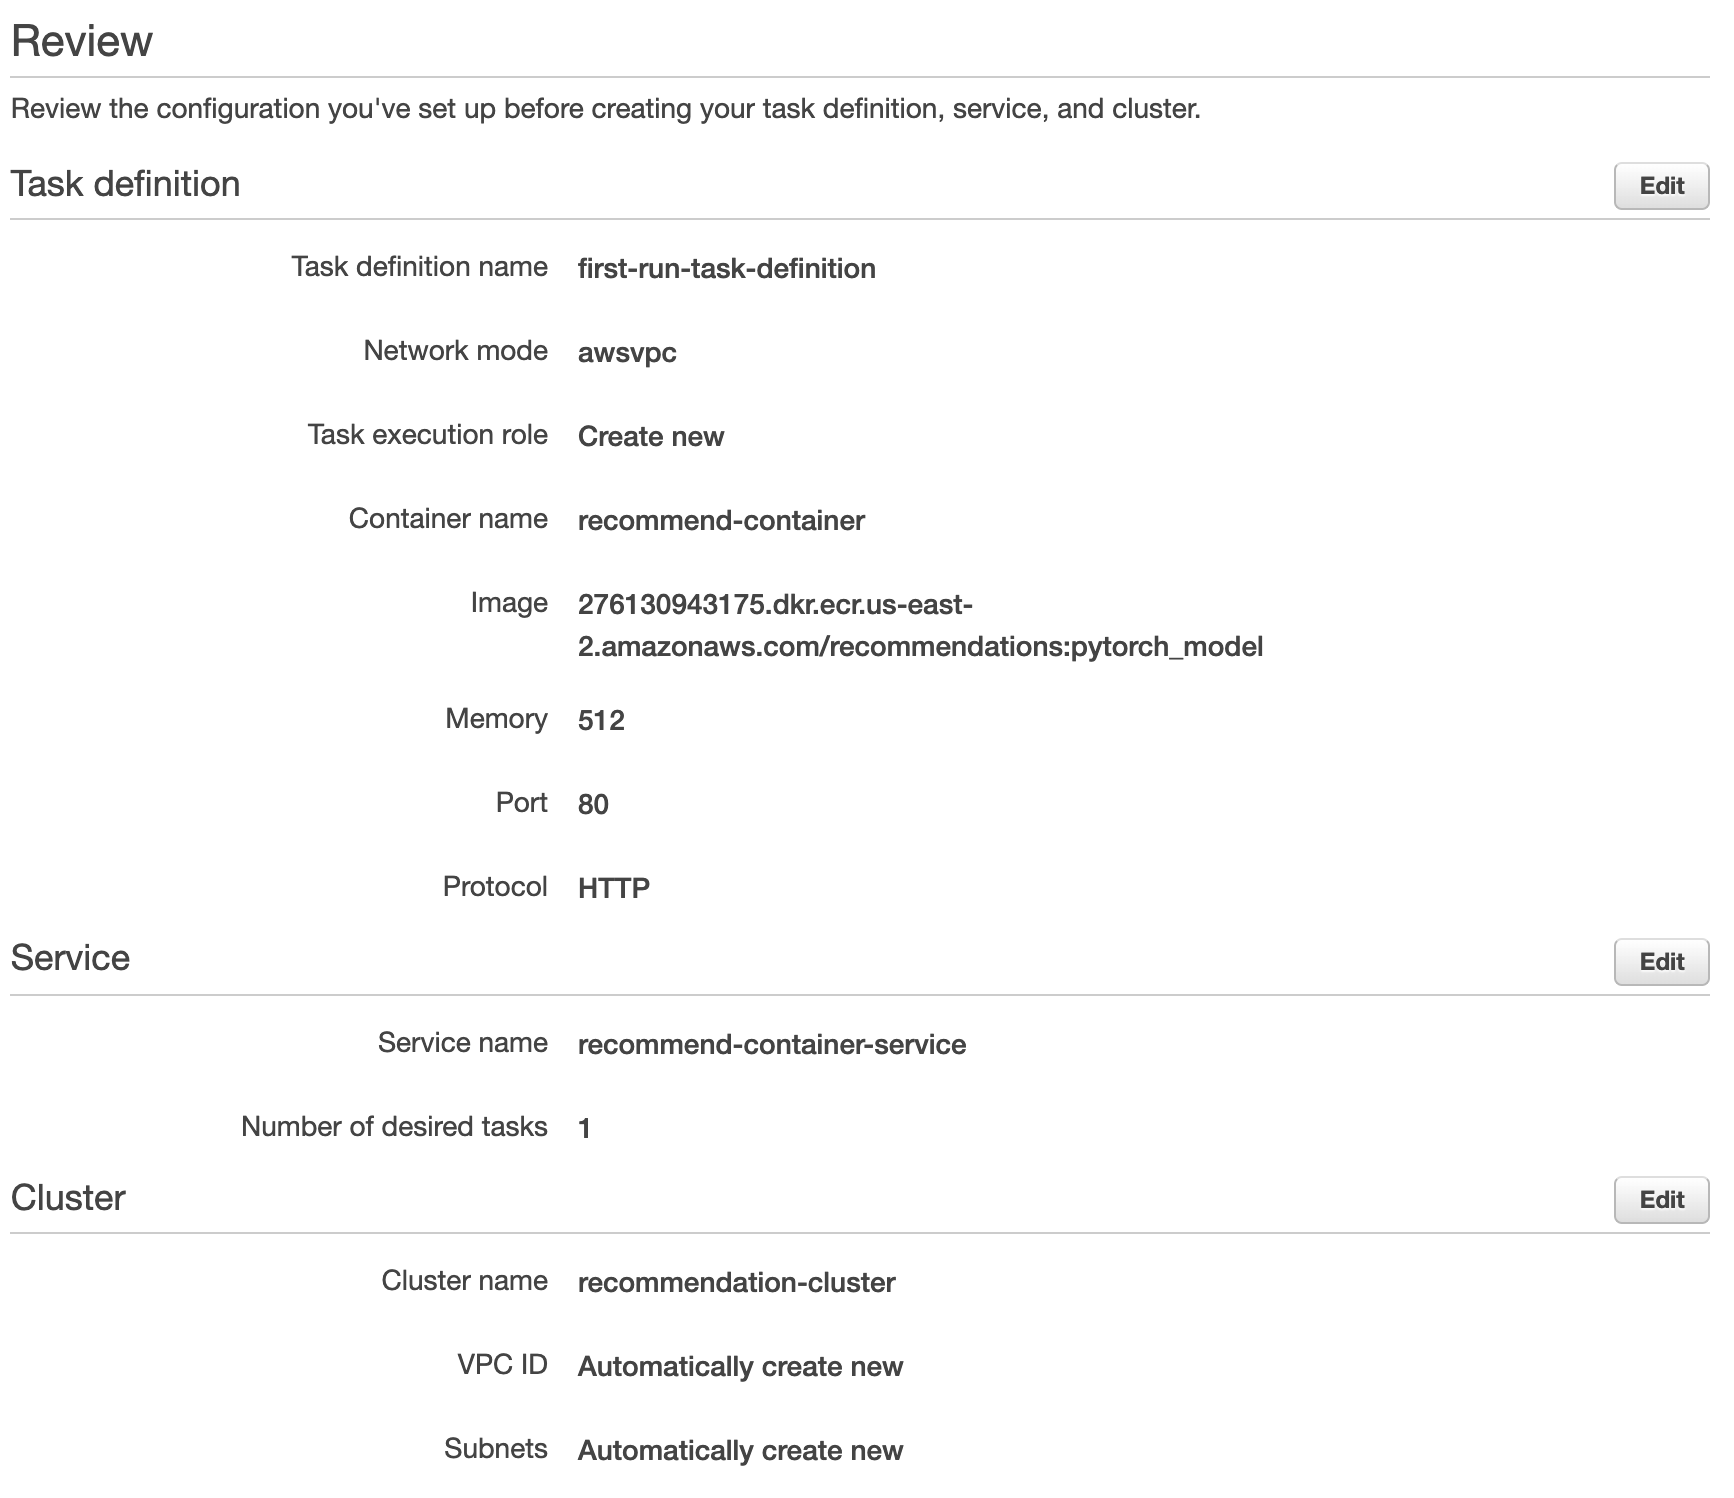 Review
Review the configuration you've set up before creating your task definition, service, and cluster.
Task definition
Edit
Task definition name first-run-task-definition
Network mode awsvpc
Task execution role Create new
Container name recommend-container
Image 276130943175.dkr.ecr.us-east-
2.amazonaws.com/recommendations:pytorch_model
Memory 512
Port 80
Protocol HTTP
Service
Edit
Service name recommend-container-service
Number of desired tasks 1
Cluster
Edit
Cluster name recommendation-cluster
VPC ID Automatically create new
Subnets Automatically create new